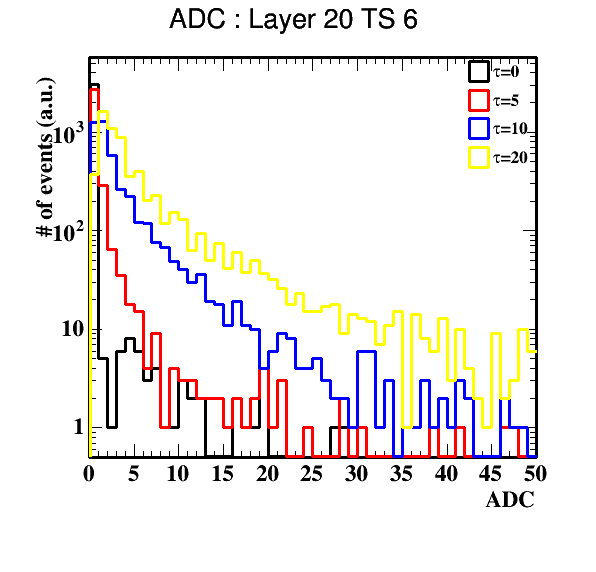 ADC : Layer 20 TS 6
# of events (a.u.)
τ=0
τ=5
τ=10
τ=20
10³
10²
10
1
0 5 10 15 20 25 30 35 40 45 50
ADC